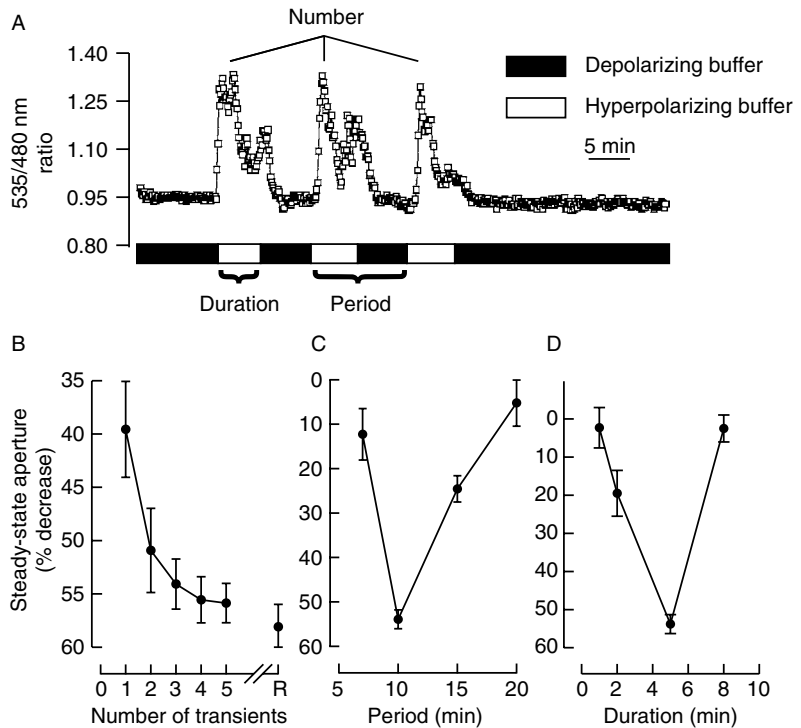 A
Number
1.40
1.25
1.10
0.95
0.80
535/480 nm
ratio
Depolarizing buffer
Hyperpolarizing buffer
5 min
Duration
Period
B
35
40
45
50
55
60
Steady-state aperture
(% decrease)
0 1 2 3 4 5 R
Number of transients
C
0
10
20
30
40
50
60
5 10 15 20
Period (min)
D
0
10
20
30
40
50
60
0 2 4 6 8 10
Duration (min)